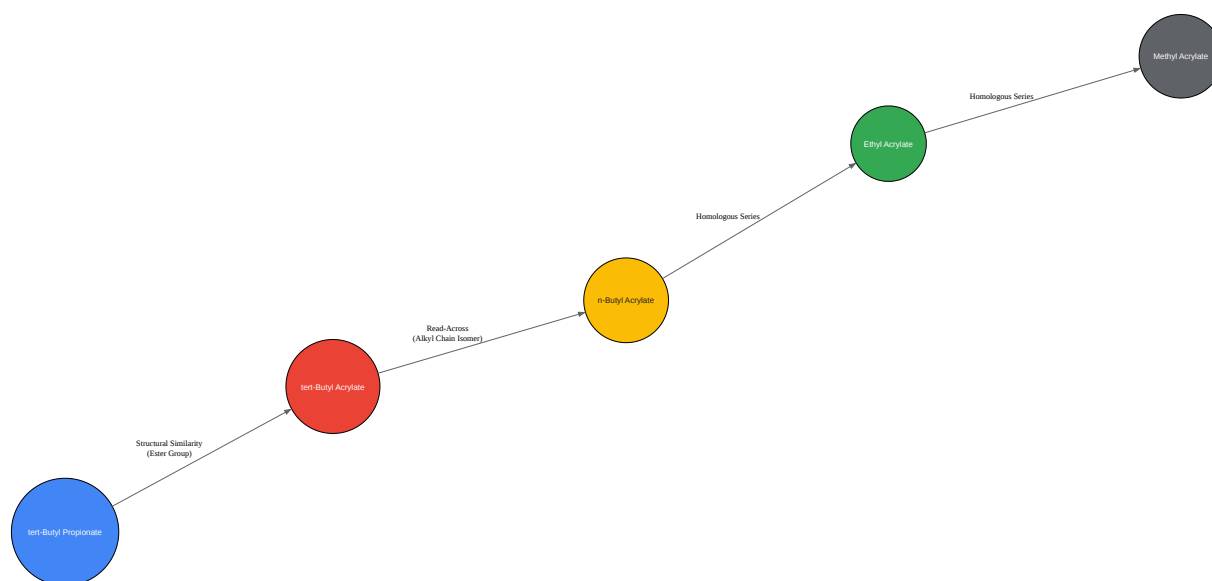 Methyl Acrylate
Homologous Series
Ethyl Acrylate
Homologous Series
n-Butyl Acrylate
Read-Across
(Alkyl Chain Isomer)
tert-Butyl Acrylate
Structural Similarity
(Ester Group)
tert-Butyl Propionate